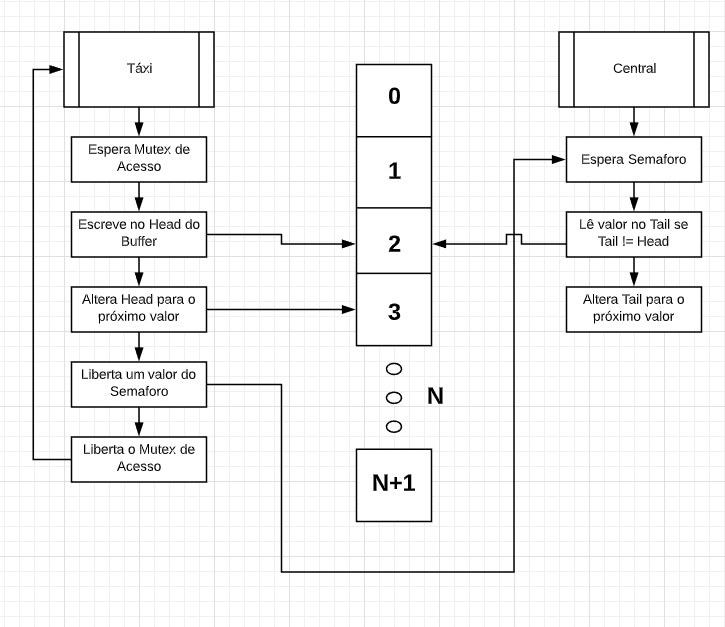 Táxi
Espera Mutex de
Acesso
Escreve no Head do
Buffer
Altera Head para o
próximo valor
Liberta um valor do
Semaforo
Liberta o Mutex de
Acesso
0
1
2
3
N
N+1
Central
Espera Semaforo
Lê valor no Tail se
Tail != Head
Altera Tail para o
próximo valor